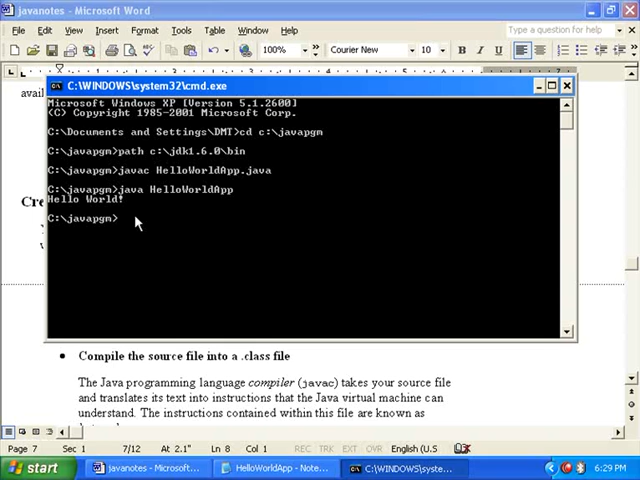 javanotes - Microsoft Word
File Edit View Insert Format Tools Table Window Help
Type a question for help
100%
Courier New
10
B I U
avai
C:\WINDOWS\system32\cmd.exe
Microsoft Windows XP [Version 5.1.2600]
(C) Copyright 1985-2001 Microsoft Corp.
C:\Documents and Settings\DMT>cd c:\javapgm
C:\javapgm>path c:\jdk1.6.0\bin
C:\javapgm>javac HelloWorldApp.java
C:\javapgm>java HelloWorldApp
Hello World!
C:\javapgm>
Cre
• Compile the source file into a .class file
The Java programming language compiler (javac) takes your source file
and translates its text into instructions that the Java virtual machine can
understand. The instructions contained within this file are known as
Page 7 Sec 1 7/12 At 2.1" Ln 8 Col 1 REC TRK EXT OVR English (U.S
start
javanotes - Microsoft...
HelloWorldApp - Note...
C:\WINDOWS\syste...
6:29 PM